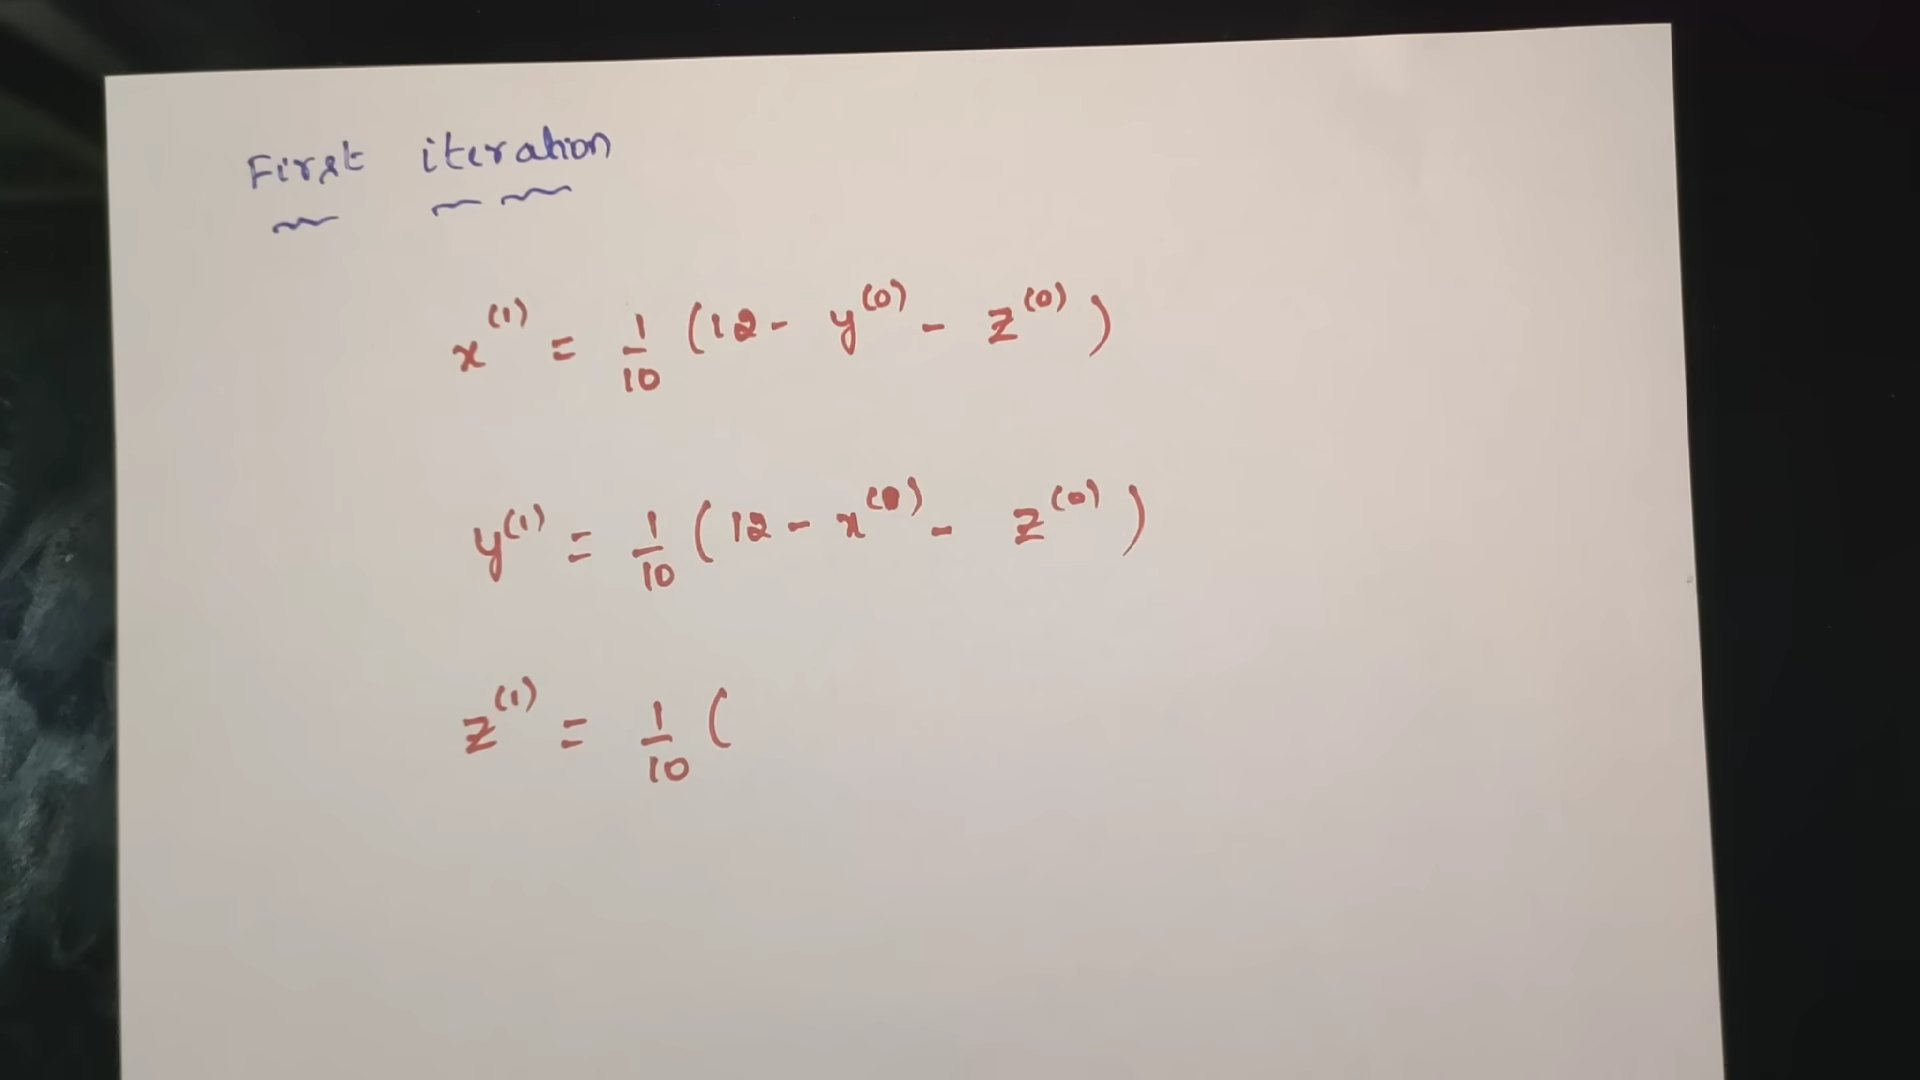 First iteration
x^(1) = 1/10 (12 - y^(0) - z^(0))
y^(1) = 1/10 (12 - x^(0) - z^(0))
z^(1) = 1/10 (